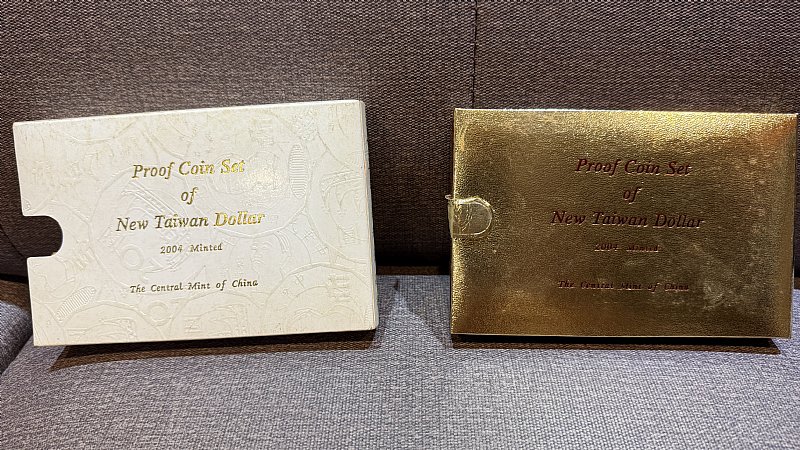 Proof Coin Set
of
New Taiwan Dollar
2004 Minted
The Central Mint of China
Proof Coin Set
of
New Taiwan Dollar
2004 Minted
The Central Mint of China